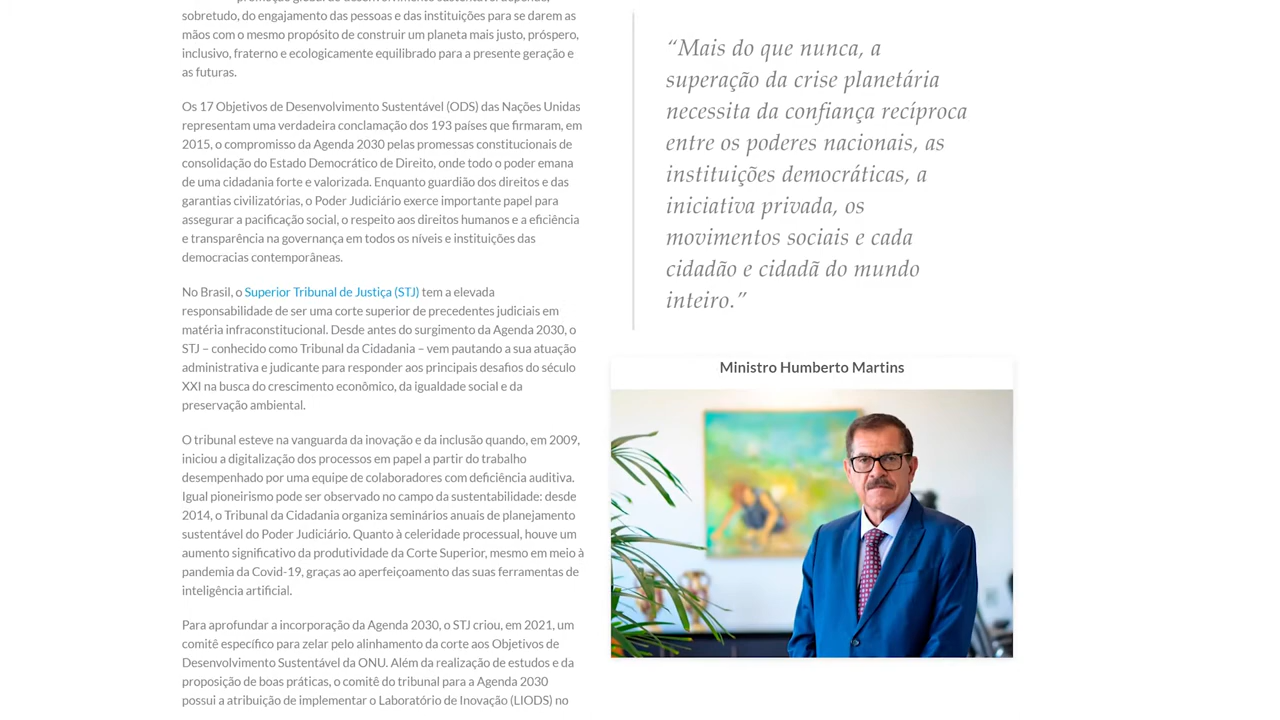 sobretudo, do engajamento das pessoas e das instituições para se darem as
mãos com o mesmo propósito de construir um planeta mais justo, próspero,
inclusivo, fraterno e ecologicamente equilibrado para a presente geração e
as futuras.
Os 17 Objetivos de Desenvolvimento Sustentável (ODS) das Nações Unidas
representam uma verdadeira conclamação dos 193 países que firmaram, em
2015, o compromisso da Agenda 2030 pelas promessas constitucionais de
consolidação do Estado Democrático de Direito, onde todo o poder emana
de uma cidadania forte e valorizada. Enquanto guardião dos direitos e das
garantias civilizatórias, o Poder Judiciário exerce importante papel para
assegurar a pacificação social, o respeito aos direitos humanos e a eficiência
e transparência na governança em todos os níveis e instituições das
democracias contemporâneas.
No Brasil, o Superior Tribunal de Justiça (STJ) tem a elevada
responsabilidade de ser uma corte superior de precedentes judiciais em
matéria infraconstitucional. Desde antes do surgimento da Agenda 2030, o
STJ – conhecido como Tribunal da Cidadania – vem pautando a sua atuação
administrativa e judicante para responder aos principais desafios do século
XXI na busca do crescimento econômico, da igualdade social e da
preservação ambiental.
O tribunal esteve na vanguarda da inovação e da inclusão quando, em 2009,
iniciou a digitalização dos processos em papel a partir do trabalho
desempenhado por uma equipe de colaboradores com deficiência auditiva.
Igual pioneirismo pode ser observado no campo da sustentabilidade: desde
2014, o Tribunal da Cidadania organiza seminários anuais de planejamento
sustentável do Poder Judiciário. Quanto à celeridade processual, houve um
aumento significativo da produtividade da Corte Superior, mesmo em meio à
pandemia da Covid-19, graças ao aperfeiçoamento das suas ferramentas de
inteligência artificial.
Para aprofundar a incorporação da Agenda 2030, o STJ criou, em 2021, um
comitê específico para zelar pelo alinhamento da corte aos Objetivos de
Desenvolvimento Sustentável da ONU. Além da realização de estudos e da
proposição de boas práticas, o comitê do tribunal para a Agenda 2030
possui a atribuição de implementar o Laboratório de Inovação (LIODS) no
“Mais do que nunca, a
superação da crise planetária
necessita da confiança recíproca
entre os poderes nacionais, as
instituições democráticas, a
iniciativa privada, os
movimentos sociais e cada
cidadão e cidadã do mundo
inteiro.”
Ministro Humberto Martins